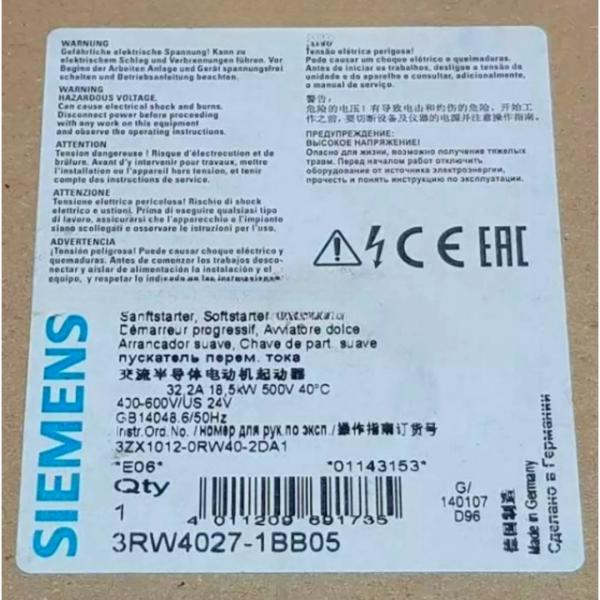 WARNUNG
Gefährliche elektrische Spannung! Kann zu
elektrischem Schlag und Verbrennungen führen. Vor
Beginn der Arbeiten Anlage und Gerät spannungsfrei
schalten und Betriebsanleitung beachten.
WARNING
HAZARDOUS VOLTAGE.
Can cause electrical shock and burns.
Disconnect power before proceeding
with any work on this equipment
and observe the operating instructions.
ATTENTION
Tension dangereuse ! Risque d'électrocution et de
brûlure. Avant d'y intervenir pour travaux, mettre
l'installation ou l'appareil hors tension, et tenir
compte des instructions de service.
ATTENZIONE
Tensione elettrica pericolosa! Rischio di shock
elettrico e ustioni. Prima di eseguire qualsiasi tipo
di lavoro, assicurarsi che l'apparecchio e l'impianto
siano scollegati e osservare le istruzioni per l'uso.
ADVERTENCIA
¡Tensión peligrosa! Puede causar choque eléctrico y
quemaduras. Antes de comenzar los trabajos desco-
nectar y aislar de alimentación la instalación y el
equipo, y respetar lo indicado en
Tensão elétrica perigosa!
Pode causar choque elétrico e queimaduras.
Antes de iniciar os trabalhos, desligue a tensão da
unidade e do aparelho e consultar, adicionalmente,
o manual de serviço.
警告:
危险的电压!有导致电击和灼伤的危险。开始工
作之前,要切断设备及仪器的电源并注意操作指南。
ПРЕДУПРЕЖДЕНИЕ:
ВЫСОКОЕ НАПРЯЖЕНИЕ!
Опасно для жизни, возможно получение тяжелых
травм. Перед началом работ отключить
оборудование от источника электроэнергии,
прочесть и понять инструкцию по эксплуатации.
CE EAC
SIEMENS
Sanftstarter, Softstarter
Démarreur progressif, Avviatore dolce
Arrancador suave, Chave de part. suave
пускатель перем. тока
交流半导体电动机起动器
32,2A 18,5kW 500V 40°C
400-600V/US 24V
GB14048.6/50Hz
Instr.Ord.No. / номер для рук.по эксп./操作指南订货号
3ZX1012-0RW40-2DA1
*E06* *01143153*
Qty
1
4 011209 691735
3RW4027-1BB05
G/
140107
D96
德国制造
Made in Germany
Сделано в Германии